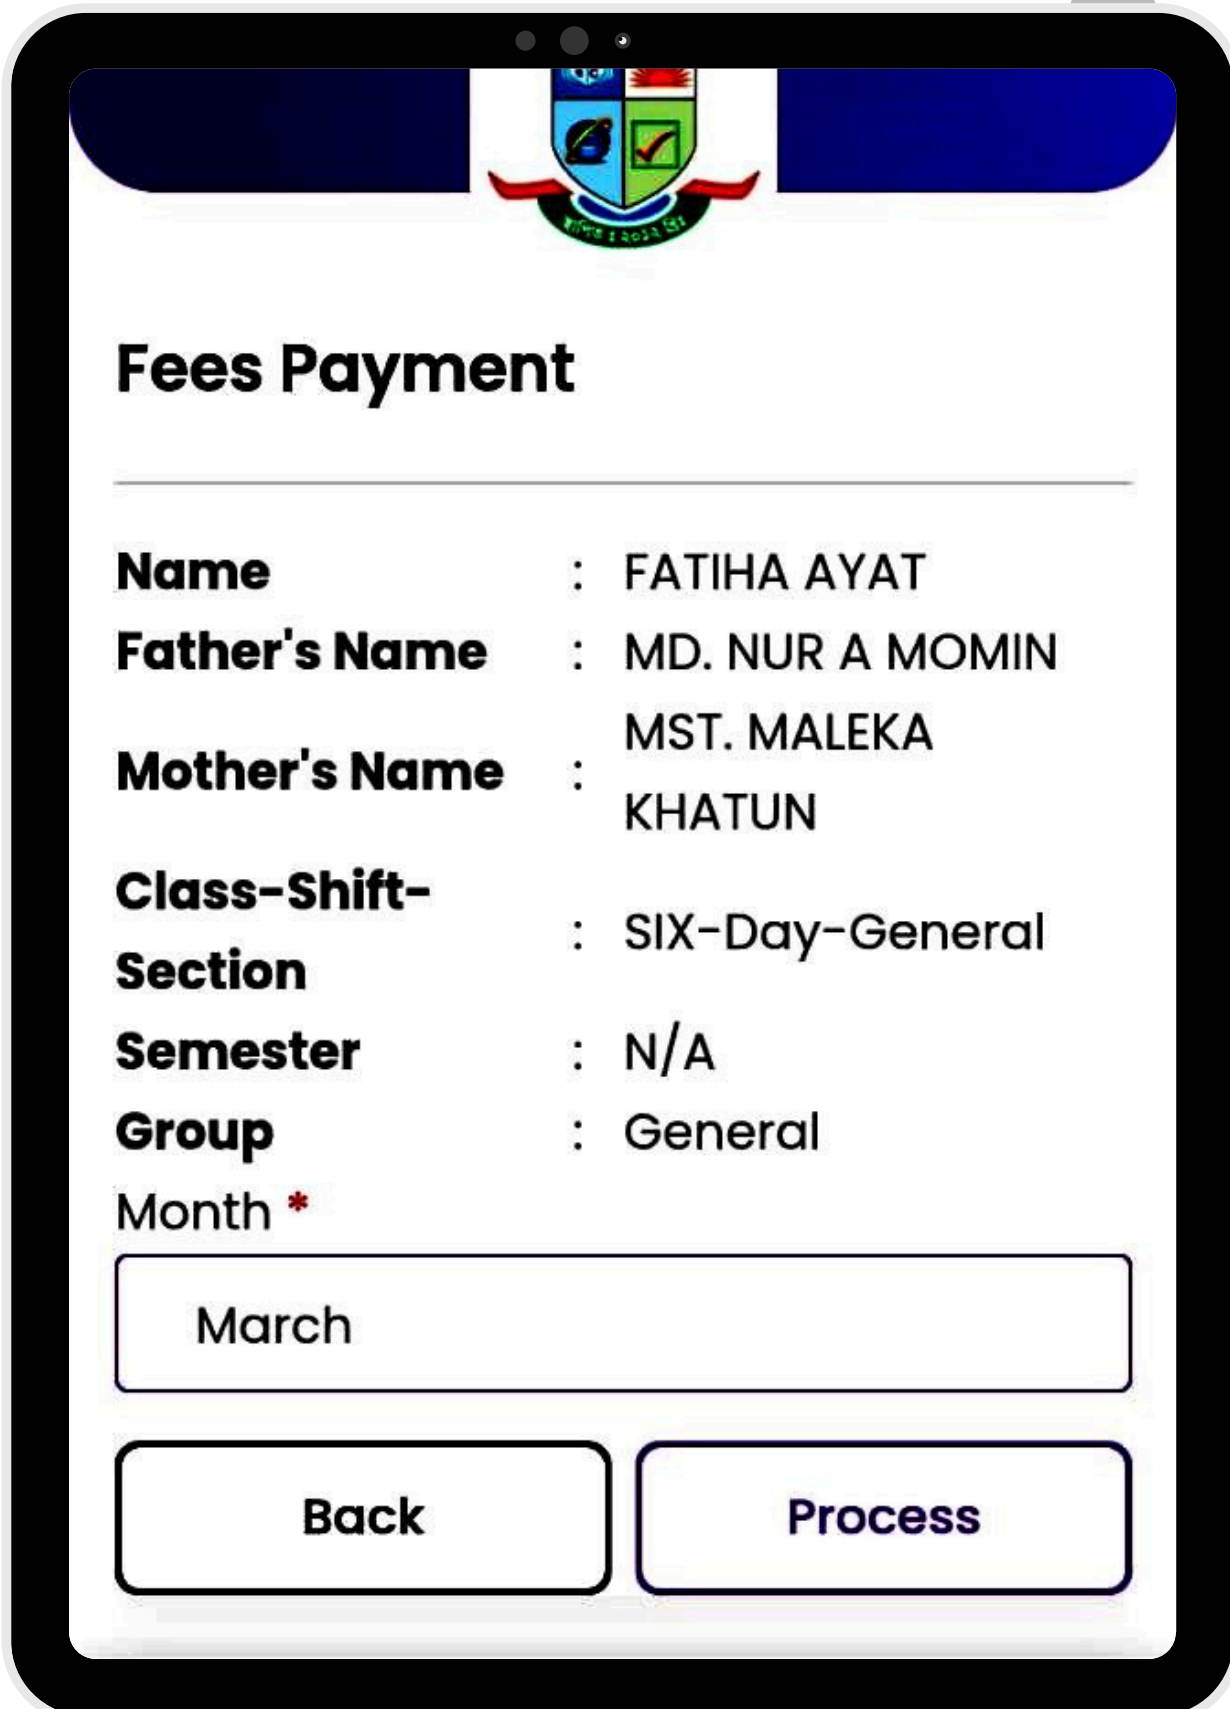 স্থাপিত : ২০১২ খ্রিঃ
Fees Payment
Name : FATIHA AYAT
Father's Name : MD. NUR A MOMIN
Mother's Name : MST. MALEKA
KHATUN
Class-Shift-
Section : SIX-Day-General
Semester : N/A
Group : General
Month *
March
Back Process